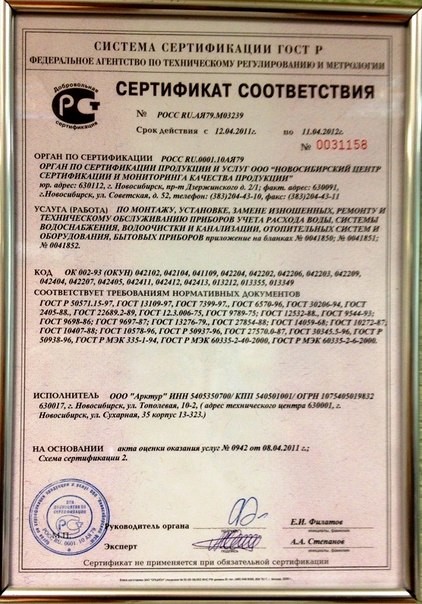 СИСТЕМА СЕРТИФИКАЦИИ ГОСТ Р
ФЕДЕРАЛЬНОЕ АГЕНТСТВО ПО ТЕХНИЧЕСКОМУ РЕГУЛИРОВАНИЮ И МЕТРОЛОГИИ
Добровольная
сертификация
СЕРТИФИКАТ СООТВЕТСТВИЯ
№ РОСС RU.АЯ79.М03239
Срок действия с 12.04.2011г. по 11.04.2012г.
№ 0031158
ОРГАН ПО СЕРТИФИКАЦИИ РОСС RU.0001.10АЯ79
ОРГАН ПО СЕРТИФИКАЦИИ ПРОДУКЦИИ И УСЛУГ ООО "НОВОСИБИРСКИЙ ЦЕНТР
СЕРТИФИКАЦИИ И МОНИТОРИНГА КАЧЕСТВА ПРОДУКЦИИ"
юр. адрес: 630112, г. Новосибирск, пр-т Дзержинского д. 2/1; факт. адрес: 630091,
г.Новосибирск, ул. Советская, д. 52, телефон: (383)204-43-10, факс: (383)204-43-11
УСЛУГА (РАБОТА) ПО МОНТАЖУ, УСТАНОВКЕ, ЗАМЕНЕ ИЗНОШЕННЫХ, РЕМОНТУ И
ТЕХНИЧЕСКОМУ ОБСЛУЖИВАНИЮ ПРИБОРОВ УЧЕТА РАСХОДА ВОДЫ, СИСТЕМЫ
ВОДОСНАБЖЕНИЯ, ВОДООЧИСТКИ И КАНАЛИЗАЦИИ, ОТОПИТЕЛЬНЫХ СИСТЕМ И
ОБОРУДОВАНИЯ, БЫТОВЫХ ПРИБОРОВ приложение на бланках № 0041850; № 0041851;
№ 0041852.
КОД ОК 002-93 (ОКУН) 042102, 042104, 041109, 042204, 042202, 042206, 042203, 042209,
042404, 042207, 042405, 042411, 042412, 042413, 012212, 013355, 013349
СООТВЕТСТВУЕТ ТРЕБОВАНИЯМ НОРМАТИВНЫХ ДОКУМЕНТОВ
ГОСТ Р 50571.15-97, ГОСТ 13109-97, ГОСТ 7399-97., ГОСТ 6570-96, ГОСТ 30206-94, ГОСТ
2405-88., ГОСТ 22689.2-89, ГОСТ 12.3.006-75, ГОСТ 9789-75; ГОСТ 12532-88., ГОСТ 9544-93;
ГОСТ 9698-86; ГОСТ 9697-87; ГОСТ 13276-79., ГОСТ 27854-88; ГОСТ 14059-68; ГОСТ 10272-87;
ГОСТ 10407-88; ГОСТ 10578-96, ГОСТ Р 50937-96, ГОСТ 27570.0-87, ГОСТ 30345.5-96, ГОСТ Р
50938-96, ГОСТ Р МЭК 335-1-94, ГОСТ Р МЭК 60335-2-40-2000, ГОСТ Р МЭК 60335-2-6-2000.
ИСПОЛНИТЕЛЬ ООО "Арктур" ИНН 5405350700/ КПП 540501001/ ОГРН 1075405019832
630017, г. Новосибирск, ул. Тополевая, 10-2, ( адрес технического центра 630001, г.
Новосибирск, ул. Сухарная, 35 корпус 13-323.)
НА ОСНОВАНИИ акта оценки оказания услуг № 0942 от 08.04.2011 г.;
Схема сертификации 2.
М.П.
Руководитель органа
Е.И. Филатов
Эксперт
А.А. Степанов
Сертификат не применяется при обязательной сертификации